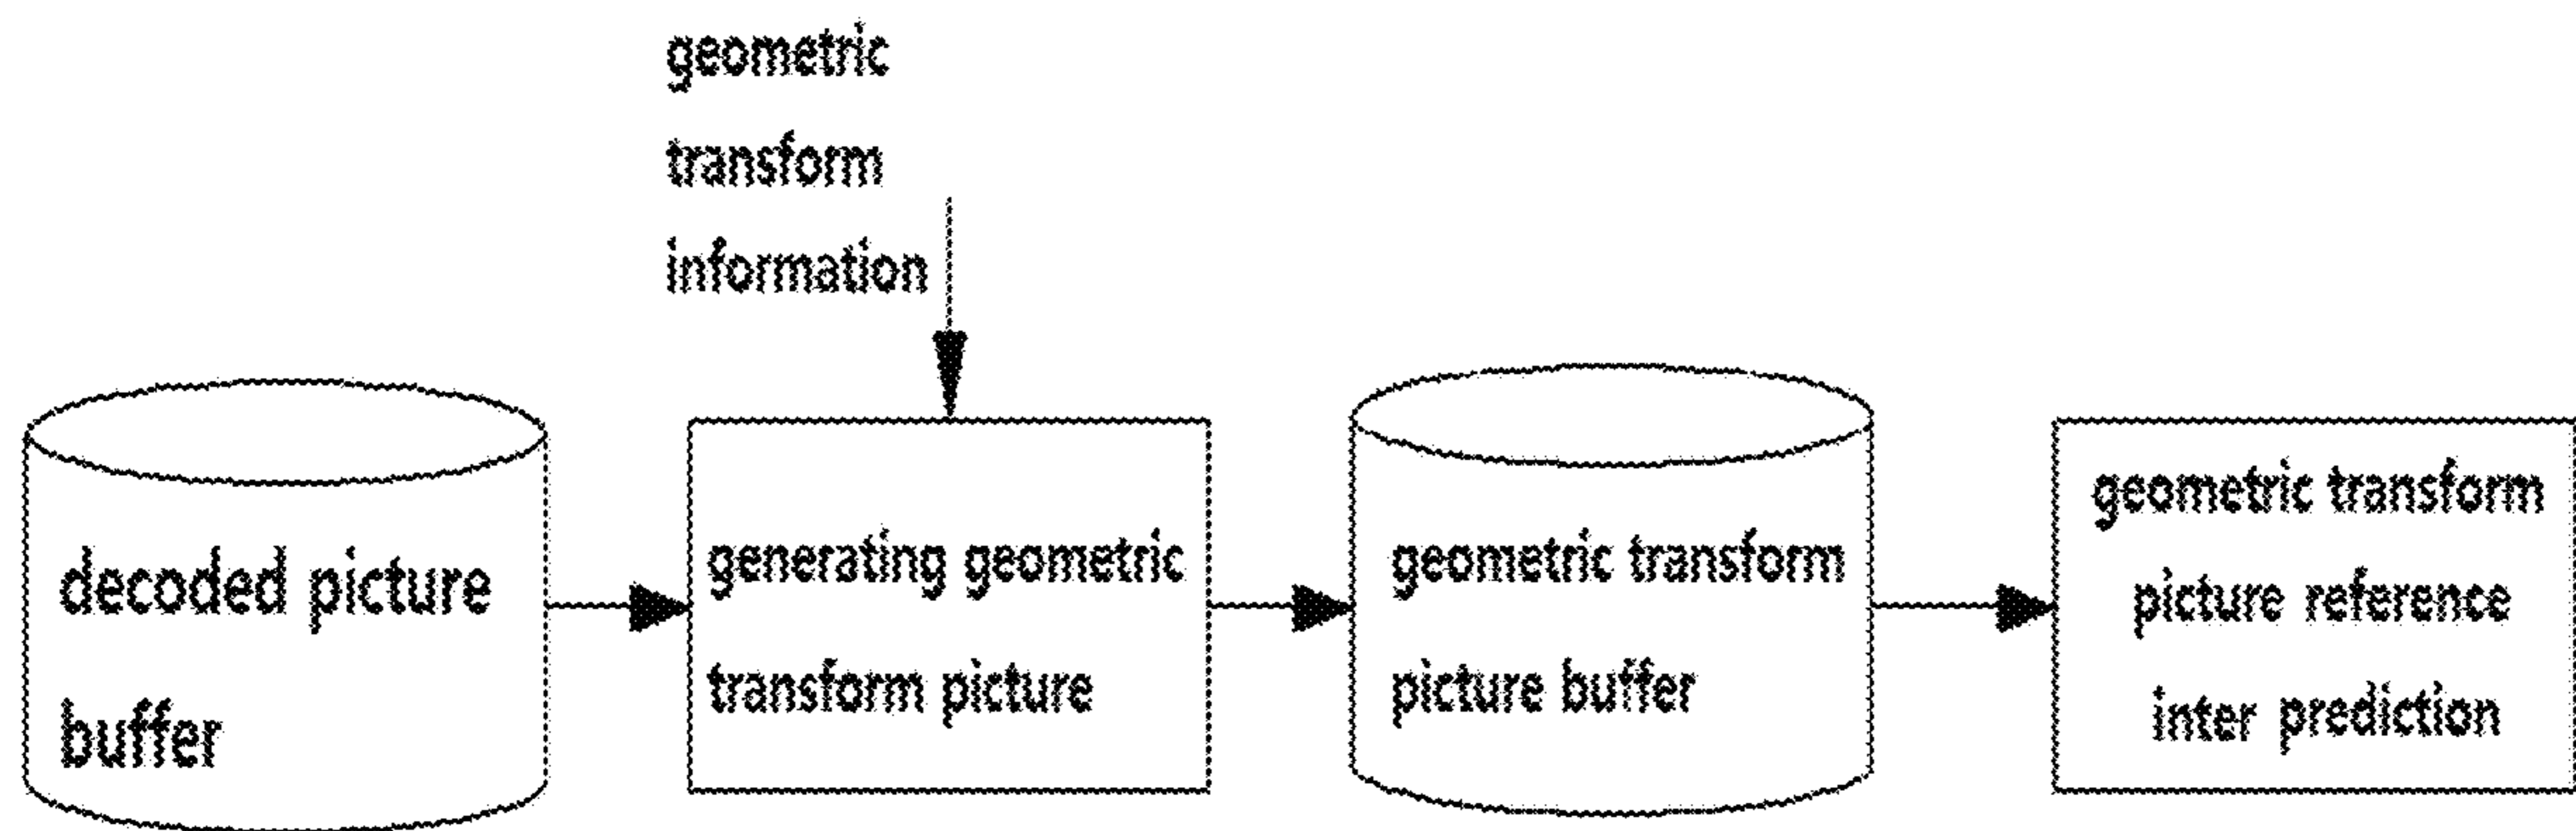 geometric
transform
information
decoded picture
buffer
generating geometric
transform picture
geometric transform
picture buffer
geometric transform
picture reference
inter prediction